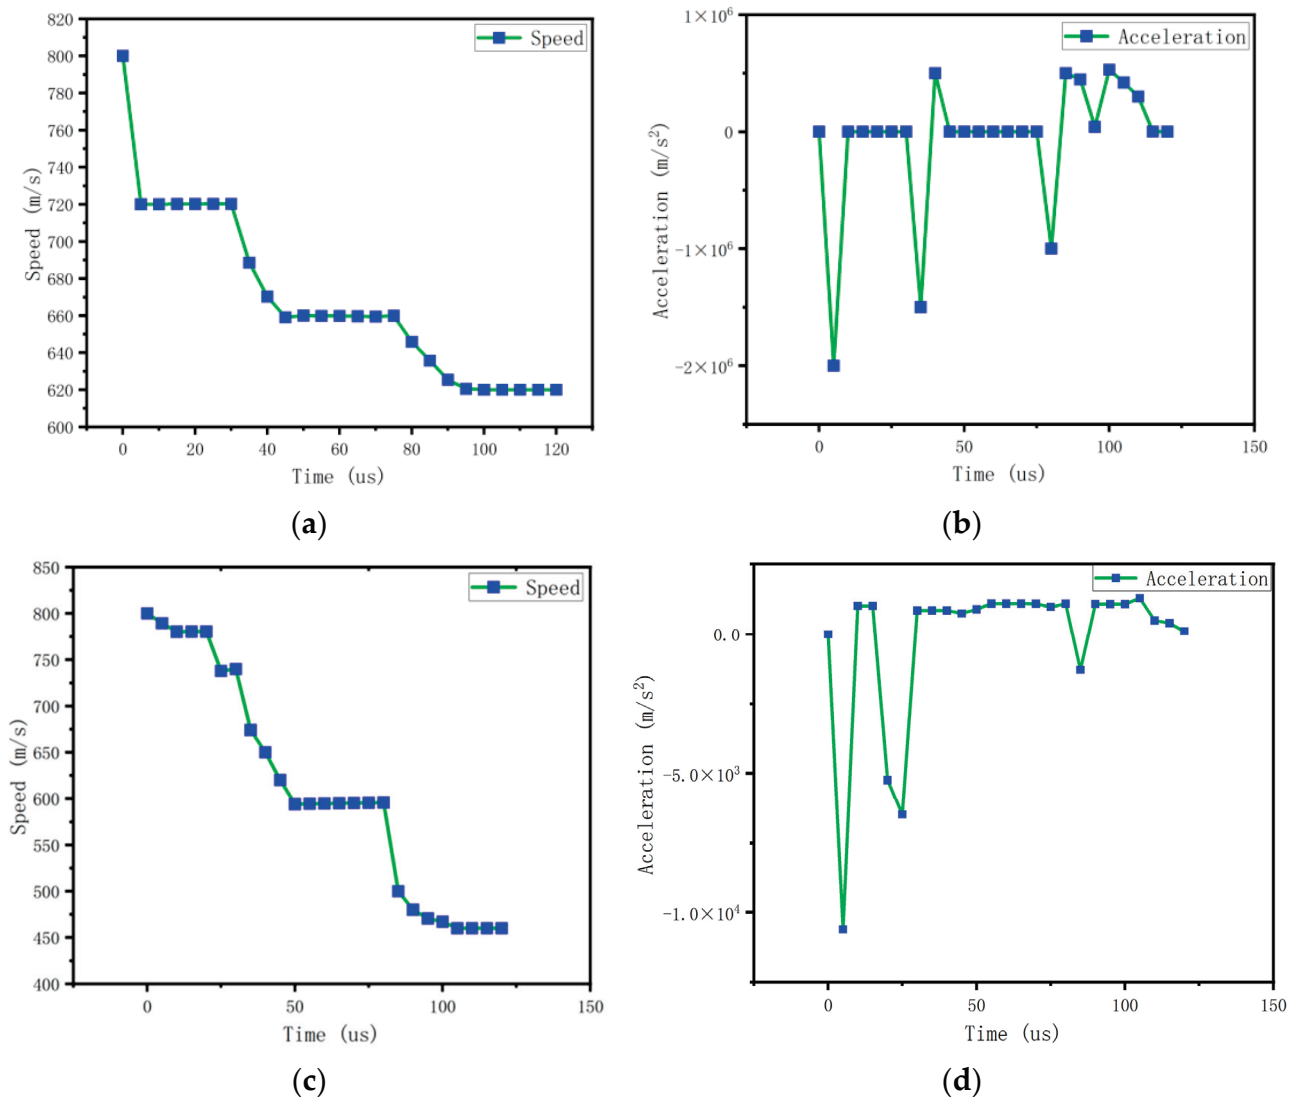 820
800
780
760
740
720
700
680
660
640
620
600
Speed (m/s)
Speed
0 20 40 60 80 100 120
Time (us)
(a)
1×10⁶
0
-1×10⁶
-2×10⁶
Acceleration (m/s²)
Acceleration
0 50 100 150
Time (us)
(b)
850
800
750
700
650
600
550
500
450
400
Speed (m/s)
Speed
0 50 100 150
Time (us)
(c)
0.0
-5.0×10³
-1.0×10⁴
Acceleration (m/s²)
Acceleration
0 50 100 150
Time (us)
(d)